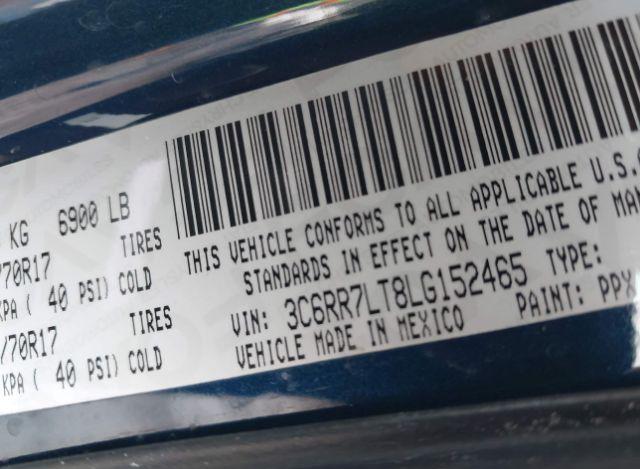 KG 6900 LB
TIRES
/70R17
KPA ( 40 PSI) COLD
TIRES
/70R17
KPA ( 40 PSI) COLD
THIS VEHICLE CONFORMS TO ALL APPLICABLE U.S.
STANDARDS IN EFFECT ON THE DATE OF MA
VIN: 3C6RR7LT8LG152465 TYPE:
VEHICLE MADE IN MEXICO PAINT: PPX